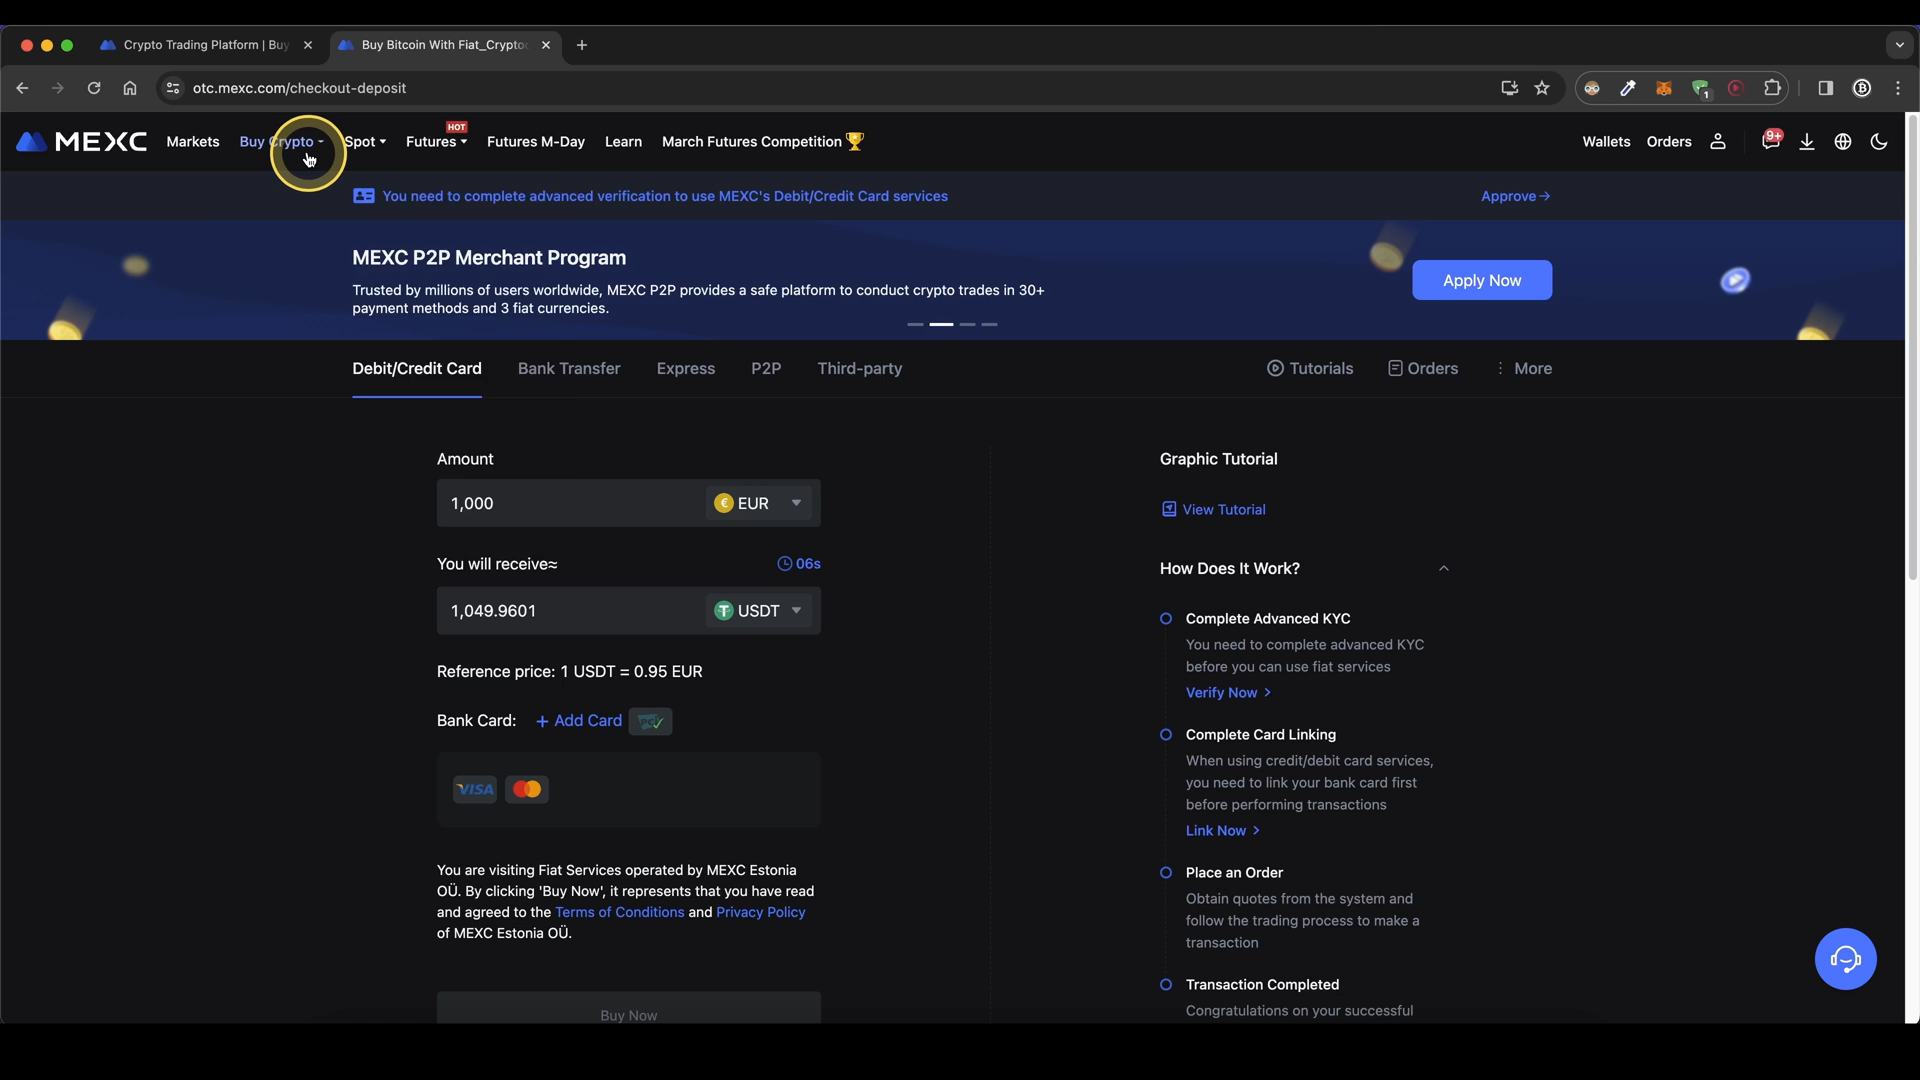 Crypto Trading Platform | Buy
Buy Bitcoin With Fiat_Crypto
otc.mexc.com/checkout-deposit
1
MEXC Markets Buy Crypto Spot Futures HOT Futures M-Day Learn March Futures Competition Wallets Orders 9+
You need to complete advanced verification to use MEXC's Debit/Credit Card services Approve
MEXC P2P Merchant Program
Trusted by millions of users worldwide, MEXC P2P provides a safe platform to conduct crypto trades in 30+
payment methods and 3 fiat currencies.
Apply Now
Debit/Credit Card Bank Transfer Express P2P Third-party Tutorials Orders More
Amount
1,000 EUR
You will receive≈ 06s
1,049.9601 USDT
Reference price: 1 USDT = 0.95 EUR
Bank Card: + Add Card PCI
VISA
You are visiting Fiat Services operated by MEXC Estonia
OÜ. By clicking 'Buy Now', it represents that you have read
and agreed to the Terms of Conditions and Privacy Policy
of MEXC Estonia OÜ.
Buy Now
Graphic Tutorial
View Tutorial
How Does It Work?
Complete Advanced KYC
You need to complete advanced KYC
before you can use fiat services
Verify Now >
Complete Card Linking
When using credit/debit card services,
you need to link your bank card first
before performing transactions
Link Now >
Place an Order
Obtain quotes from the system and
follow the trading process to make a
transaction
Transaction Completed
Congratulations on your successful